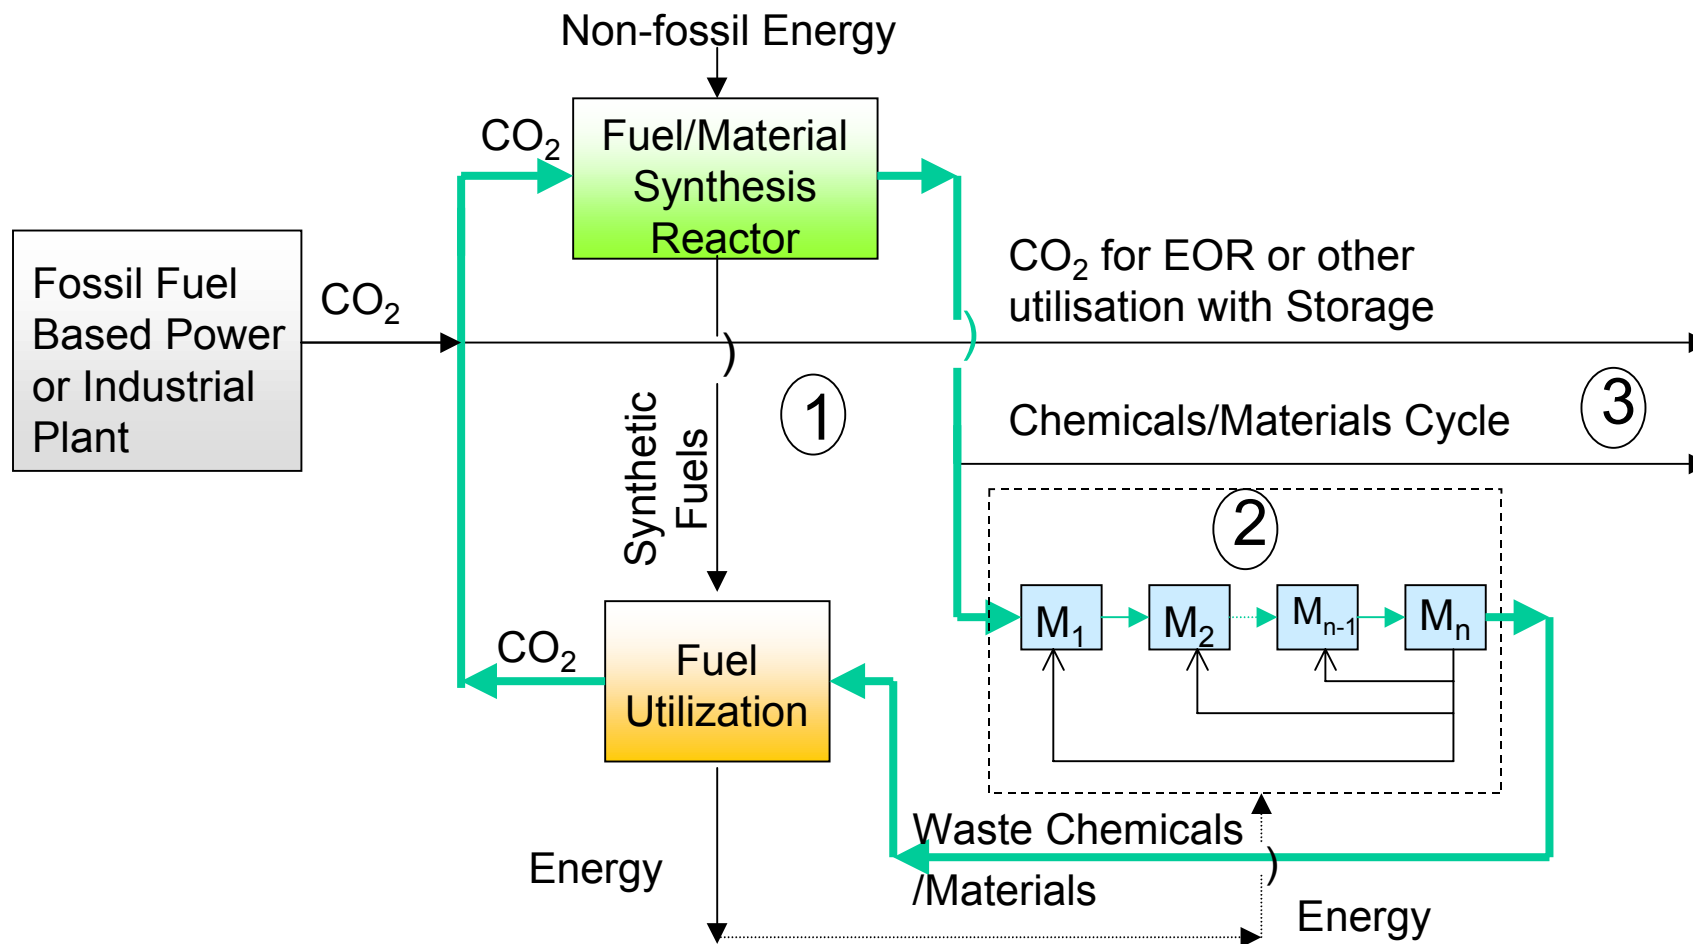 Non-fossil Energy
CO₂
Fuel/Material
Synthesis
Reactor
Fossil Fuel
Based Power
or Industrial
Plant
CO₂
CO₂ for EOR or other
utilisation with Storage
1
3
Synthetic
Fuels
Chemicals/Materials Cycle
2
M₁
M₂
Mₙ₋₁
Mₙ
CO₂
Fuel
Utilization
Waste Chemicals
/Materials
Energy
Energy